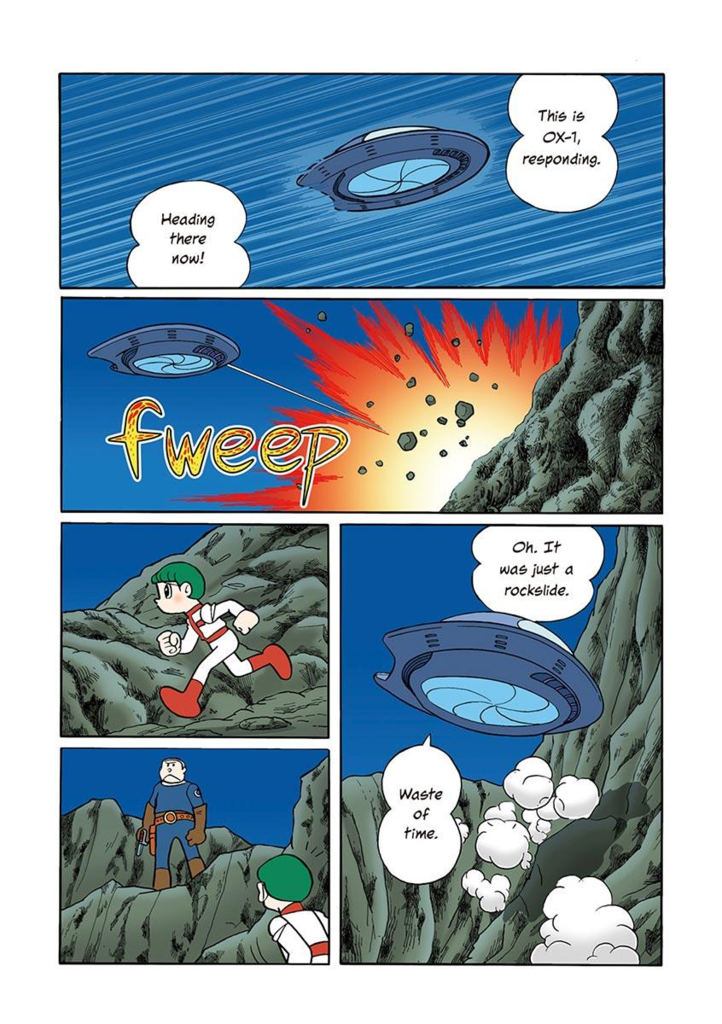 This is
OX-1,
responding.
Heading
there
now!
fweep
Oh. It
was just a
rockslide.
Waste
of
time.